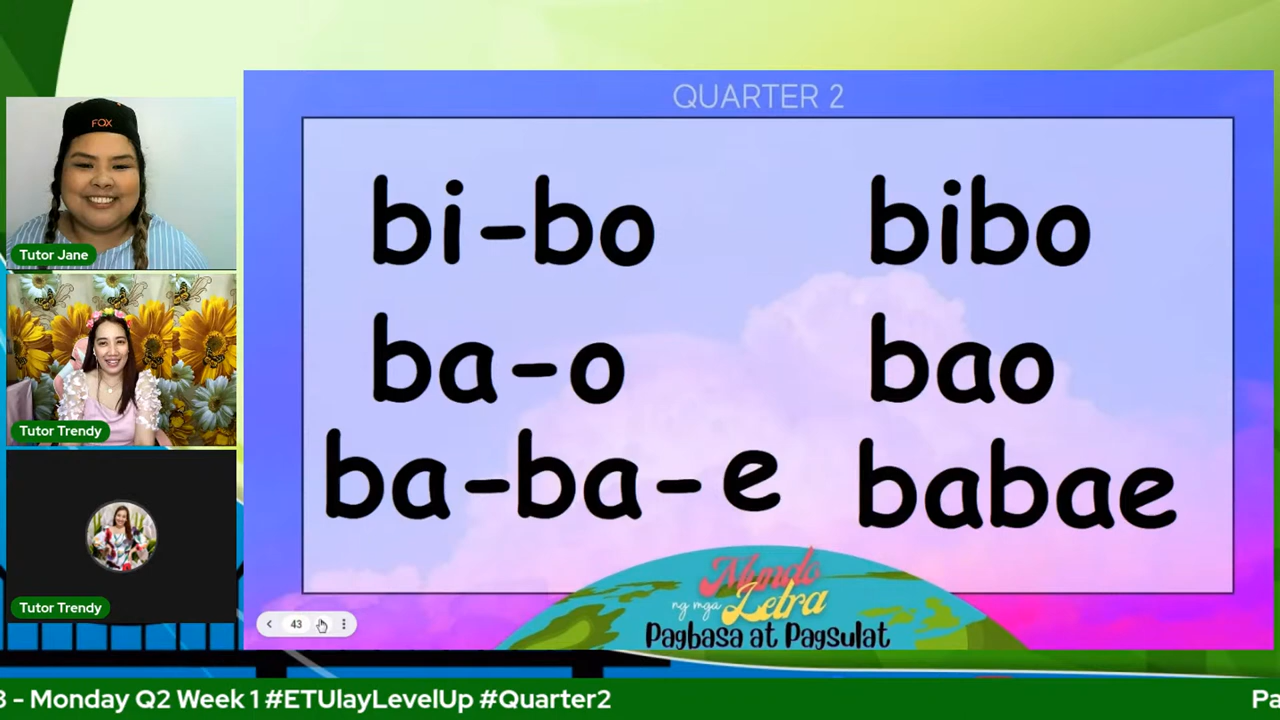 QUARTER 2
FOX
Tutor Jane
Tutor Trendy
Tutor Trendy
bi-bo bibo
ba-o bao
ba-ba-e babae
Mundo
ng mga Letra
Pagbasa at Pagsulat
43
3 - Monday Q2 Week 1 #ETUlayLevelUp #Quarter2 Pa